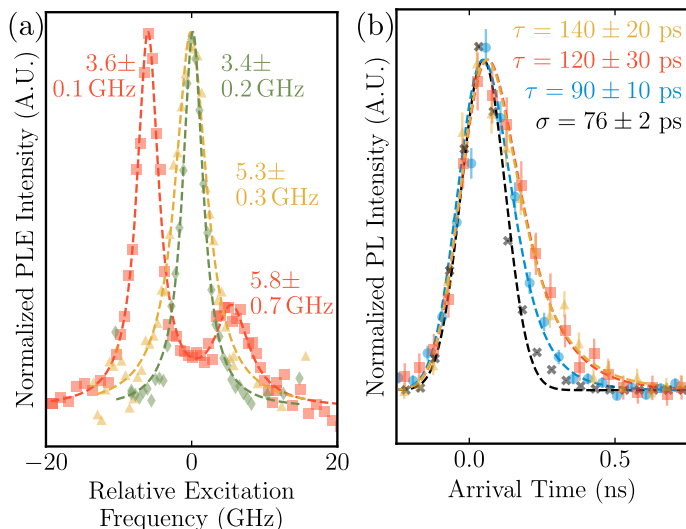 (a)
Normalized PLE Intensity (A.U.)
3.6±
0.1 GHz
3.4±
0.2 GHz
5.3±
0.3 GHz
5.8±
0.7 GHz
−20
0
20
Relative Excitation
Frequency (GHz)
(b)
Normalized PL Intensity (A.U.)
τ = 140 ± 20 ps
τ = 120 ± 30 ps
τ = 90 ± 10 ps
σ = 76 ± 2 ps
0.0
0.5
Arrival Time (ns)